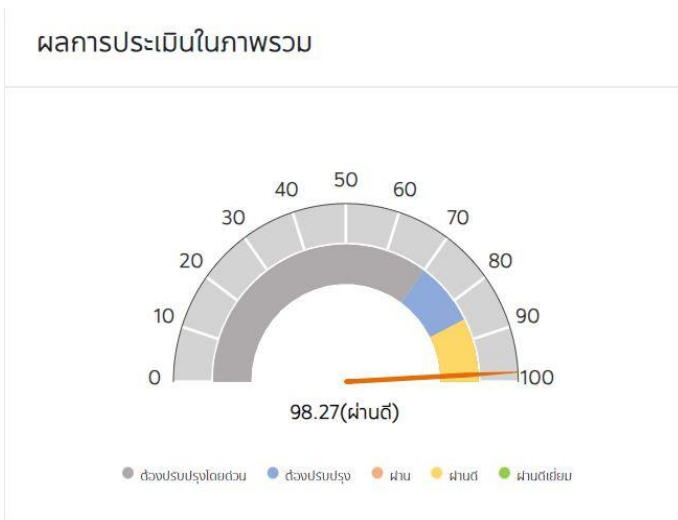 ผลการประเมินในภาพรวม
50
40 60
30 70
20 80
10 90
0 100
98.27(ผ่านดี)
ต้องปรับปรุงโดยด่วน ต้องปรับปรุง ผ่าน ผ่านดี ผ่านดีเยี่ยม